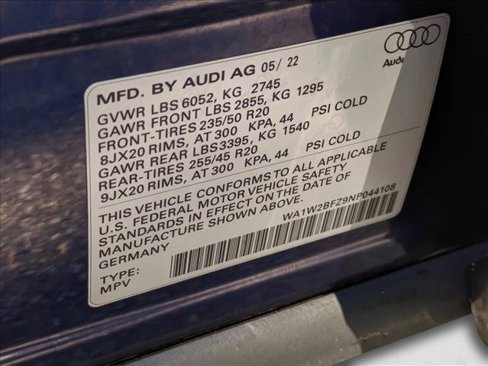 MFD. BY AUDI AG 05/ 22
GVWR LBS 6052, KG 2745
GAWR FRONT LBS 2855, KG 1295
FRONT-TIRES 235/50 R20
8JX20 RIMS, AT 300 KPA, 44 PSI COLD
GAWR REAR LBS 3395, KG 1540
REAR-TIRES 255/45 R20
9JX20 RIMS, AT 300 KPA, 44 PSI COLD
THIS VEHICLE CONFORMS TO ALL APPLICABLE
U.S. FEDERAL MOTOR VEHICLE SAFETY
STANDARDS IN EFFECT ON THE DATE OF
MANUFACTURE SHOWN ABOVE.
GERMANY
WA1W2BFZ9NP044108
TYPE:
MPV
Audi